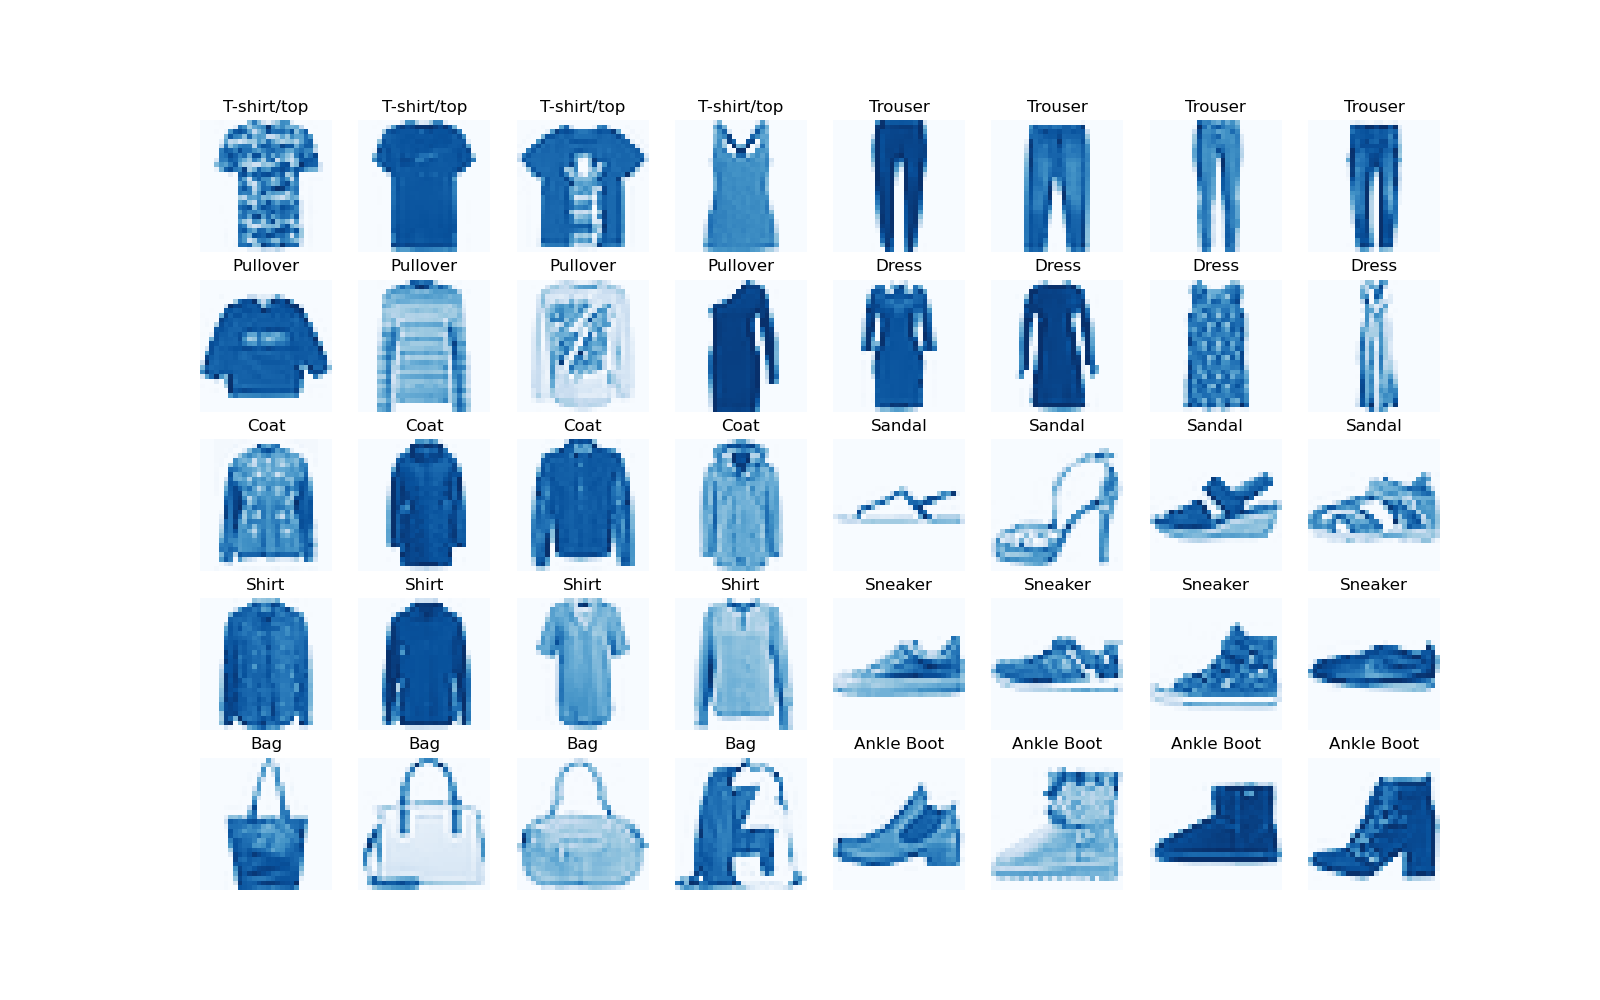 T-shirt/top T-shirt/top T-shirt/top T-shirt/top Trouser Trouser Trouser Trouser
Pullover Pullover Pullover Pullover Dress Dress Dress Dress
Coat Coat Coat Coat Sandal Sandal Sandal Sandal
Shirt Shirt Shirt Shirt Sneaker Sneaker Sneaker Sneaker
Bag Bag Bag Bag Ankle Boot Ankle Boot Ankle Boot Ankle Boot